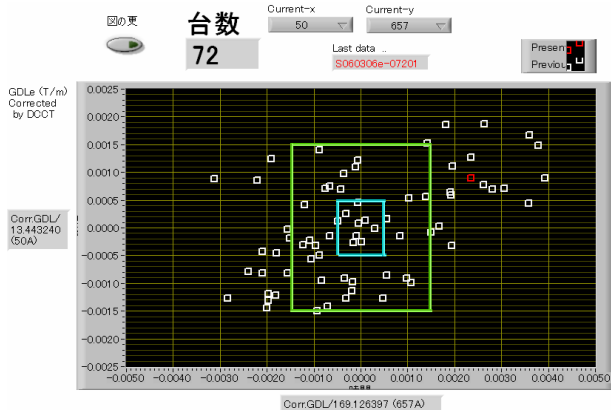 図の更
台数
72
Current-x
50
Current-y
657
Last data ..
S060306e-07201
Presen
Previou
GDLe (T/m)
Corrected
by DCCT
Corr.GDL/
13.443240
(50A)
0.0025
0.0020
0.0015
0.0010
0.0005
0.0000
-0.0005
-0.0010
-0.0015
-0.0020
-0.0025
-0.0050 -0.0040 -0.0030 -0.0020 -0.0010 0.0000 0.0010 0.0020 0.0030 0.0040 0.0050
Corr.GDL/169.126397 (657A)